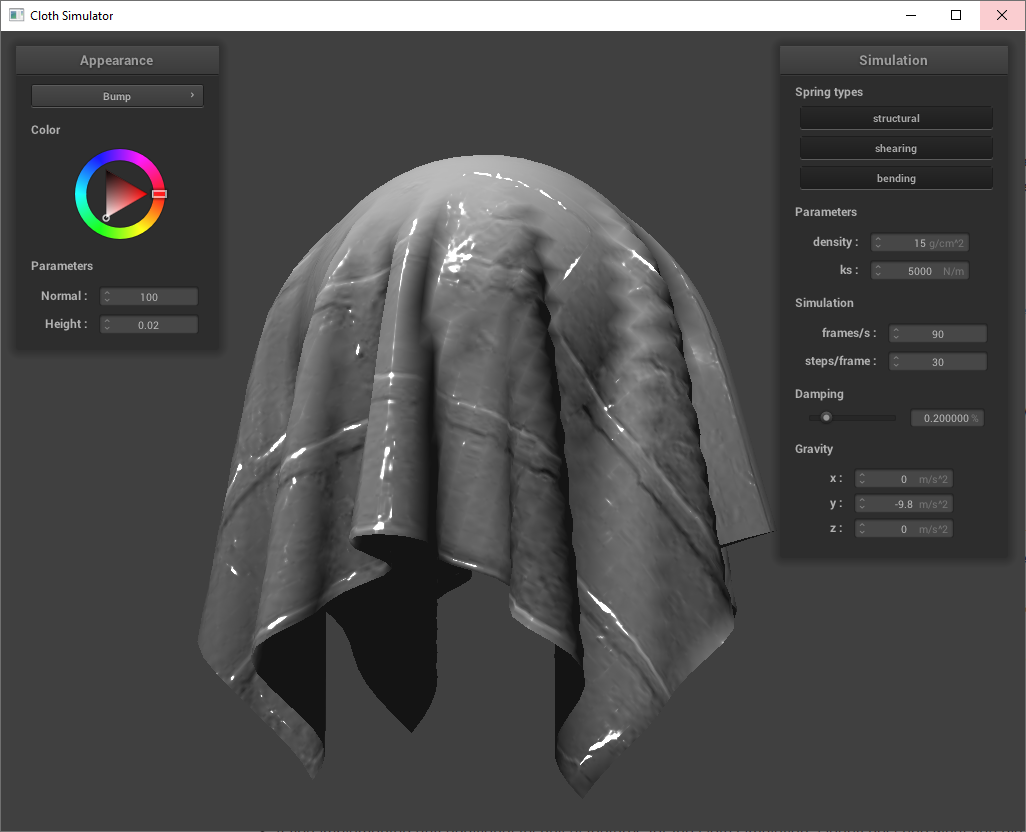 Cloth Simulator
Appearance
Bump
Color
Parameters
Normal : 100
Height : 0.02
Simulation
Spring types
structural
shearing
bending
Parameters
density : 15 g/cm^2
ks : 5000 N/m
Simulation
frames/s : 90
steps/frame : 30
Damping
0.200000 %
Gravity
x : 0 m/s^2
y : -9.8 m/s^2
z : 0 m/s^2